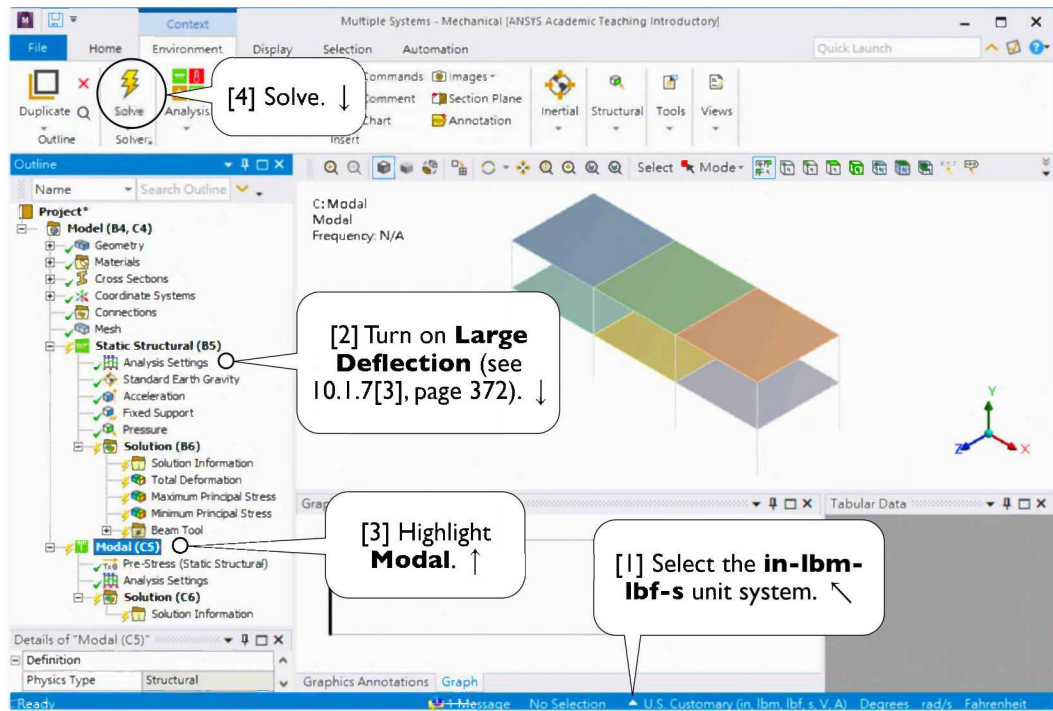 Context
Multiple Systems - Mechanical [ANSYS Academic Teaching Introductory]
File Home Environment Display Selection Automation
Quick Launch
Duplicate
Solve
Analysis
Commands
Images
Comment
Section Plane
Chart
Annotation
Inertial
Structural
Tools
Views
Outline
Insert
[4] Solve. ↓
Outline
Name
Search Outline
Select
Mode
Project*
Model (B4, C4)
Geometry
Materials
Cross Sections
Coordinate Systems
Connections
Mesh
Static Structural (B5)
Analysis Settings
Standard Earth Gravity
Acceleration
Fixed Support
Pressure
Solution (B6)
Solution Information
Total Deformation
Maximum Principal Stress
Minimum Principal Stress
Beam Tool
Modal (C5)
Pre-Stress (Static Structural)
Analysis Settings
Solution (C6)
Solution Information
C: Modal
Modal
Frequency: N/A
[2] Turn on Large
Deflection (see
10.1.7[3], page 372). ↓
Y
Z
X
Tabular Data
[3] Highlight
Modal. ↑
[1] Select the in-lbm-
lbf-s unit system. ↖
Details of "Modal (C5)"
Definition
Physics Type Structural
Graphics Annotations Graph
Ready
1 Message No Selection U.S. Customary (in, lbm, lbf, s, V, A) Degrees rad/s Fahrenheit